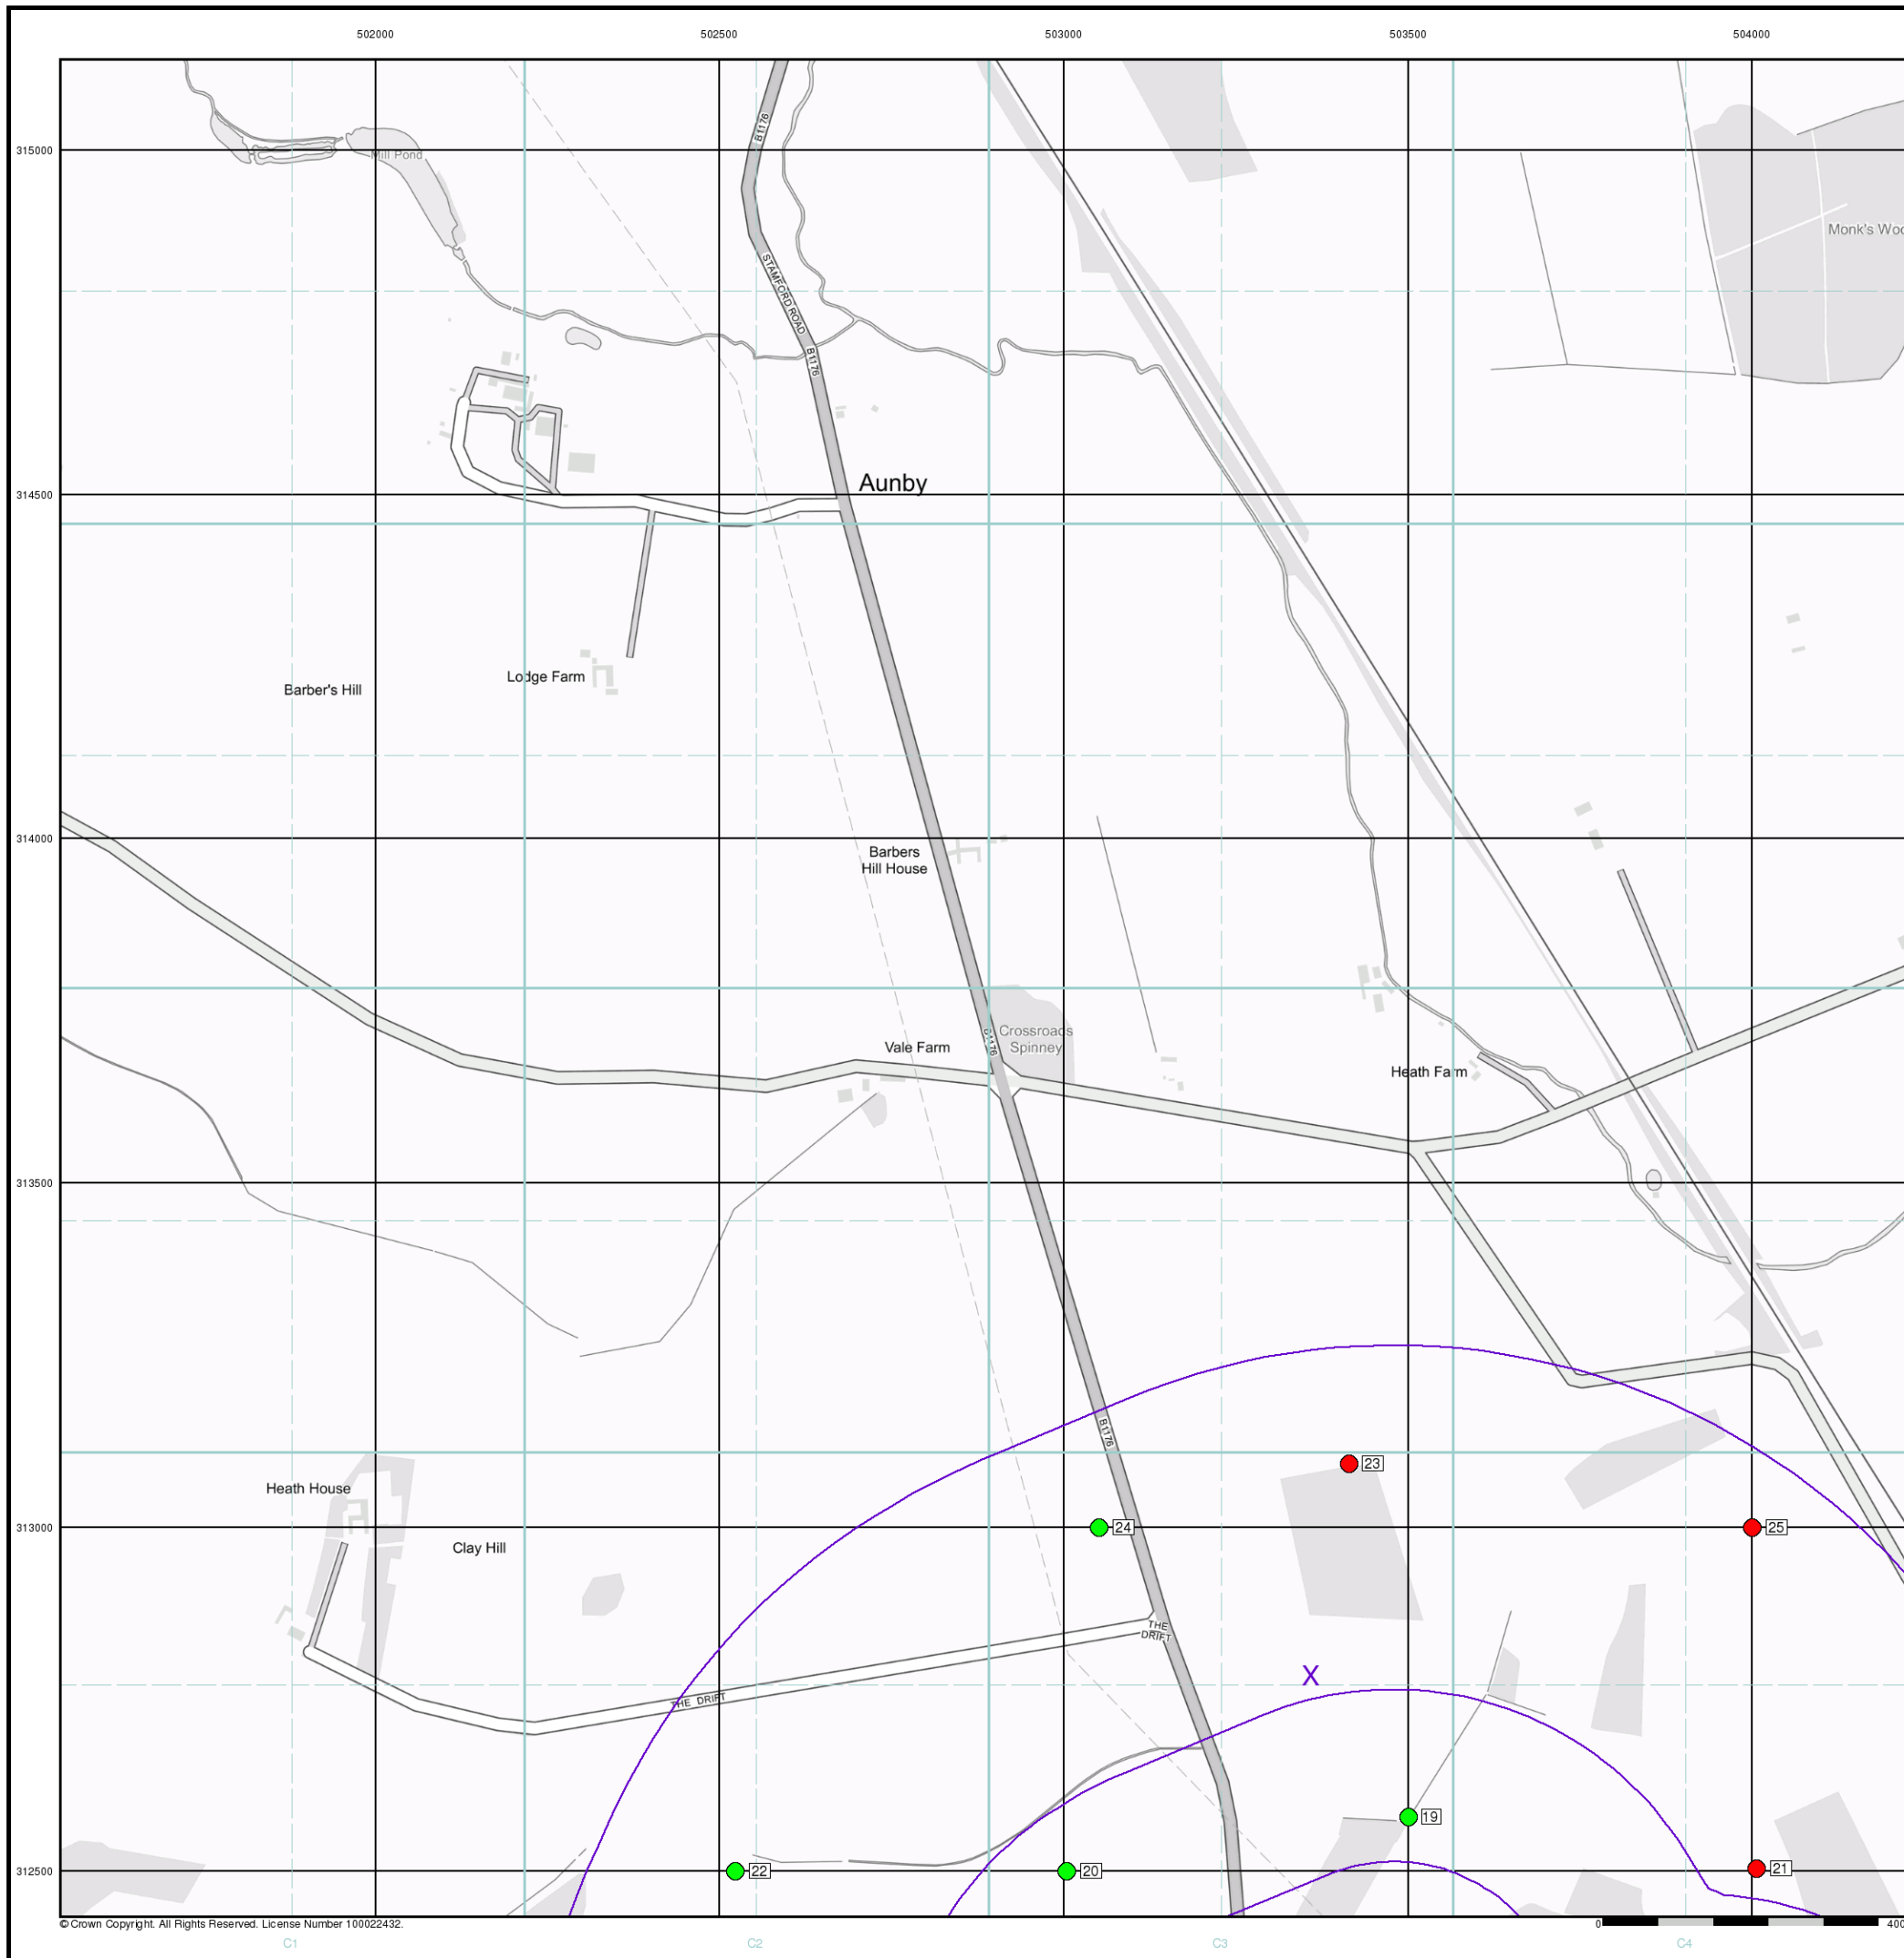 502000 502500 503000 503500 504000
315000
B1176
Mill Pond
Monk's Woo
STAMFORD ROAD
B1176
314500
Aunby
Lodge Farm
Barber's Hill
314000
Barbers
Hill House
Crossroads
Spinney
B1176
Vale Farm
Heath Farm
313500
B1176
23
Heath House
313000
24
25
Clay Hill
THE
DRIFT
X
THE DRIFT
19
312500
22
20
21
© Crown Copyright. All Rights Reserved. License Number 100022432.
0 400
C1 C2 C3 C4